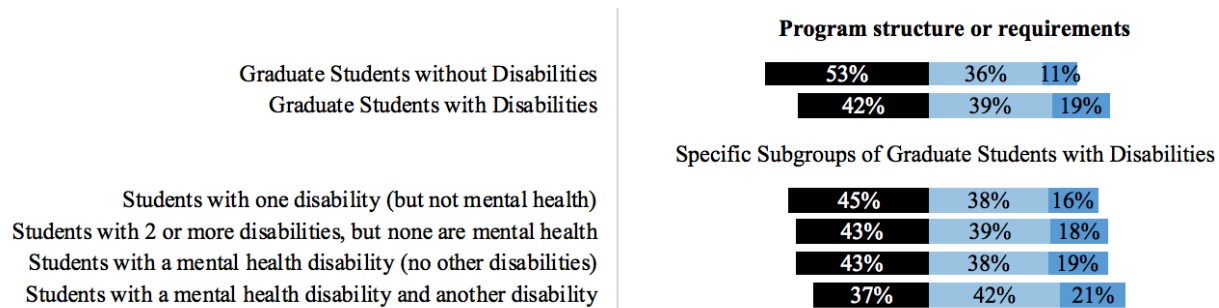 Program structure or requirements
Graduate Students without Disabilities 53% 36% 11%
Graduate Students with Disabilities 42% 39% 19%
Specific Subgroups of Graduate Students with Disabilities
Students with one disability (but not mental health) 45% 38% 16%
Students with 2 or more disabilities, but none are mental health 43% 39% 18%
Students with a mental health disability (no other disabilities) 43% 38% 19%
Students with a mental health disability and another disability 37% 42% 21%